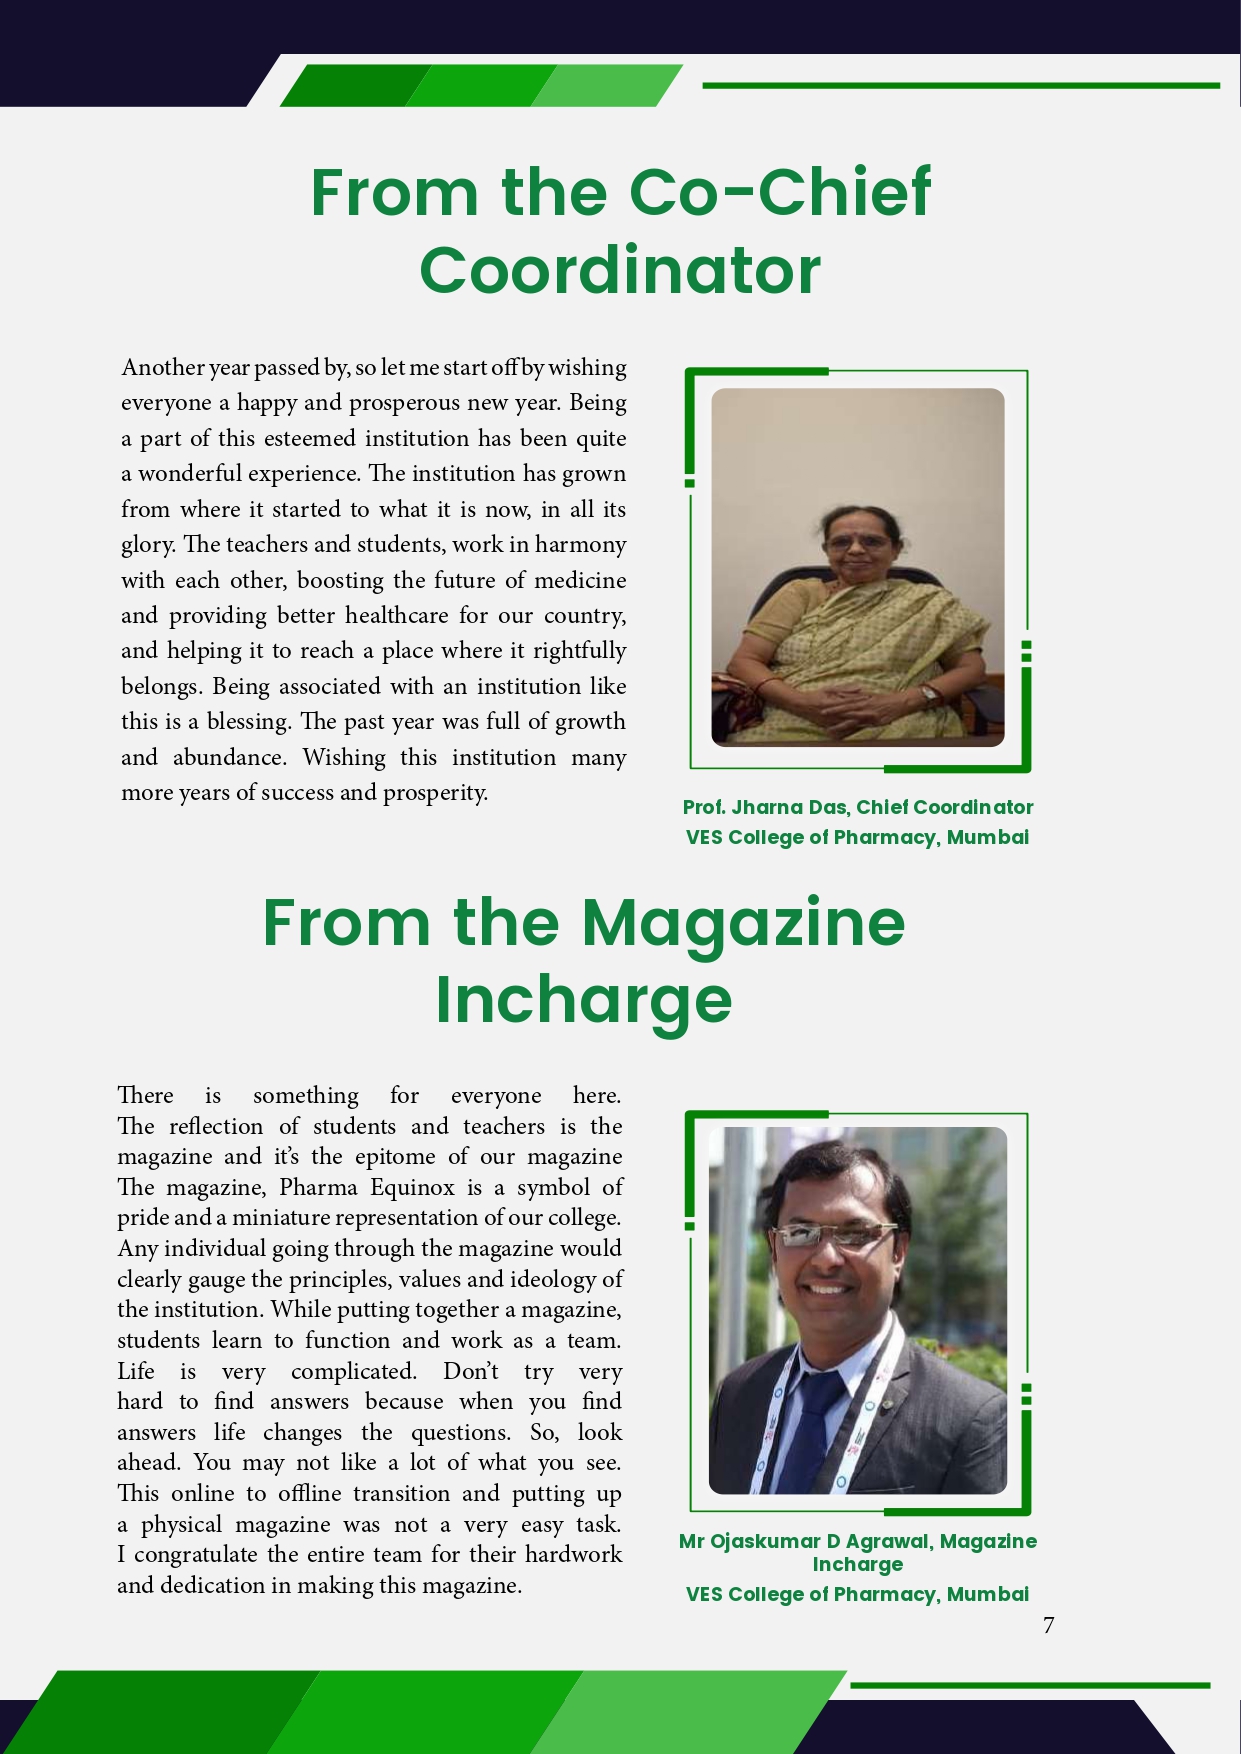 From the Co-Chief
Coordinator
Another year passed by, so let me start off by wishing
everyone a happy and prosperous new year. Being
a part of this esteemed institution has been quite
a wonderful experience. The institution has grown
from where it started to what it is now, in all its
glory. The teachers and students, work in harmony
with each other, boosting the future of medicine
and providing better healthcare for our country,
and helping it to reach a place where it rightfully
belongs. Being associated with an institution like
this is a blessing. The past year was full of growth
and abundance. Wishing this institution many
more years of success and prosperity.
Prof. Jharna Das, Chief Coordinator
VES College of Pharmacy, Mumbai
From the Magazine
Incharge
There is something for everyone here.
The reflection of students and teachers is the
magazine and it’s the epitome of our magazine
The magazine, Pharma Equinox is a symbol of
pride and a miniature representation of our college.
Any individual going through the magazine would
clearly gauge the principles, values and ideology of
the institution. While putting together a magazine,
students learn to function and work as a team.
Life is very complicated. Don’t try very
hard to find answers because when you find
answers life changes the questions. So, look
ahead. You may not like a lot of what you see.
This online to offline transition and putting up
a physical magazine was not a very easy task.
I congratulate the entire team for their hardwork
and dedication in making this magazine.
Mr Ojaskumar D Agrawal, Magazine
Incharge
VES College of Pharmacy, Mumbai
7